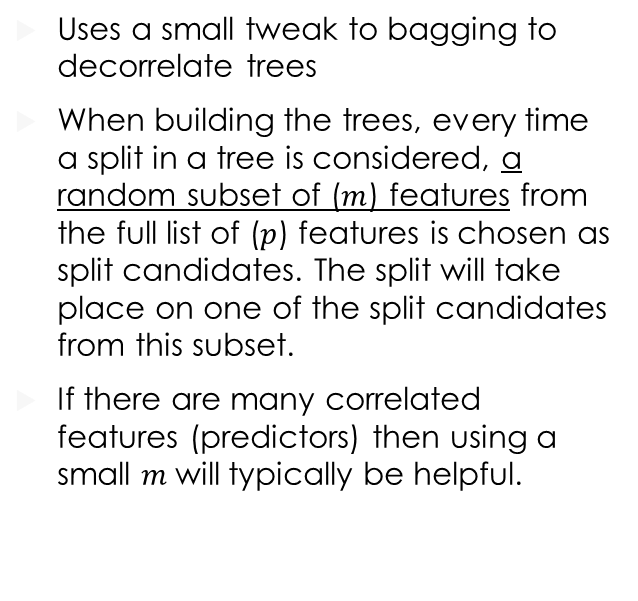 Uses a small tweak to bagging to
decorrelate trees
When building the trees, every time
a split in a tree is considered, a
random subset of (m) features from
the full list of (p) features is chosen as
split candidates. The split will take
place on one of the split candidates
from this subset.
If there are many correlated
features (predictors) then using a
small m will typically be helpful.